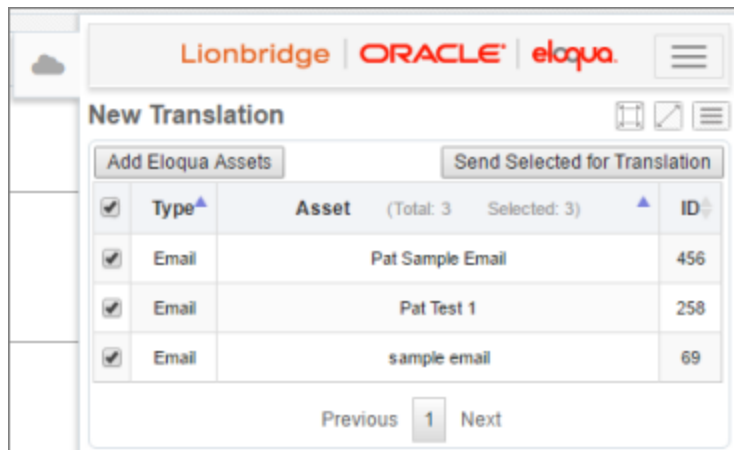 Lionbridge | ORACLE | eloqua.
New Translation
Add Eloqua Assets Send Selected for Translation
Type Asset (Total: 3 Selected: 3) ID
Email Pat Sample Email 456
Email Pat Test 1 258
Email sample email 69
Previous 1 Next